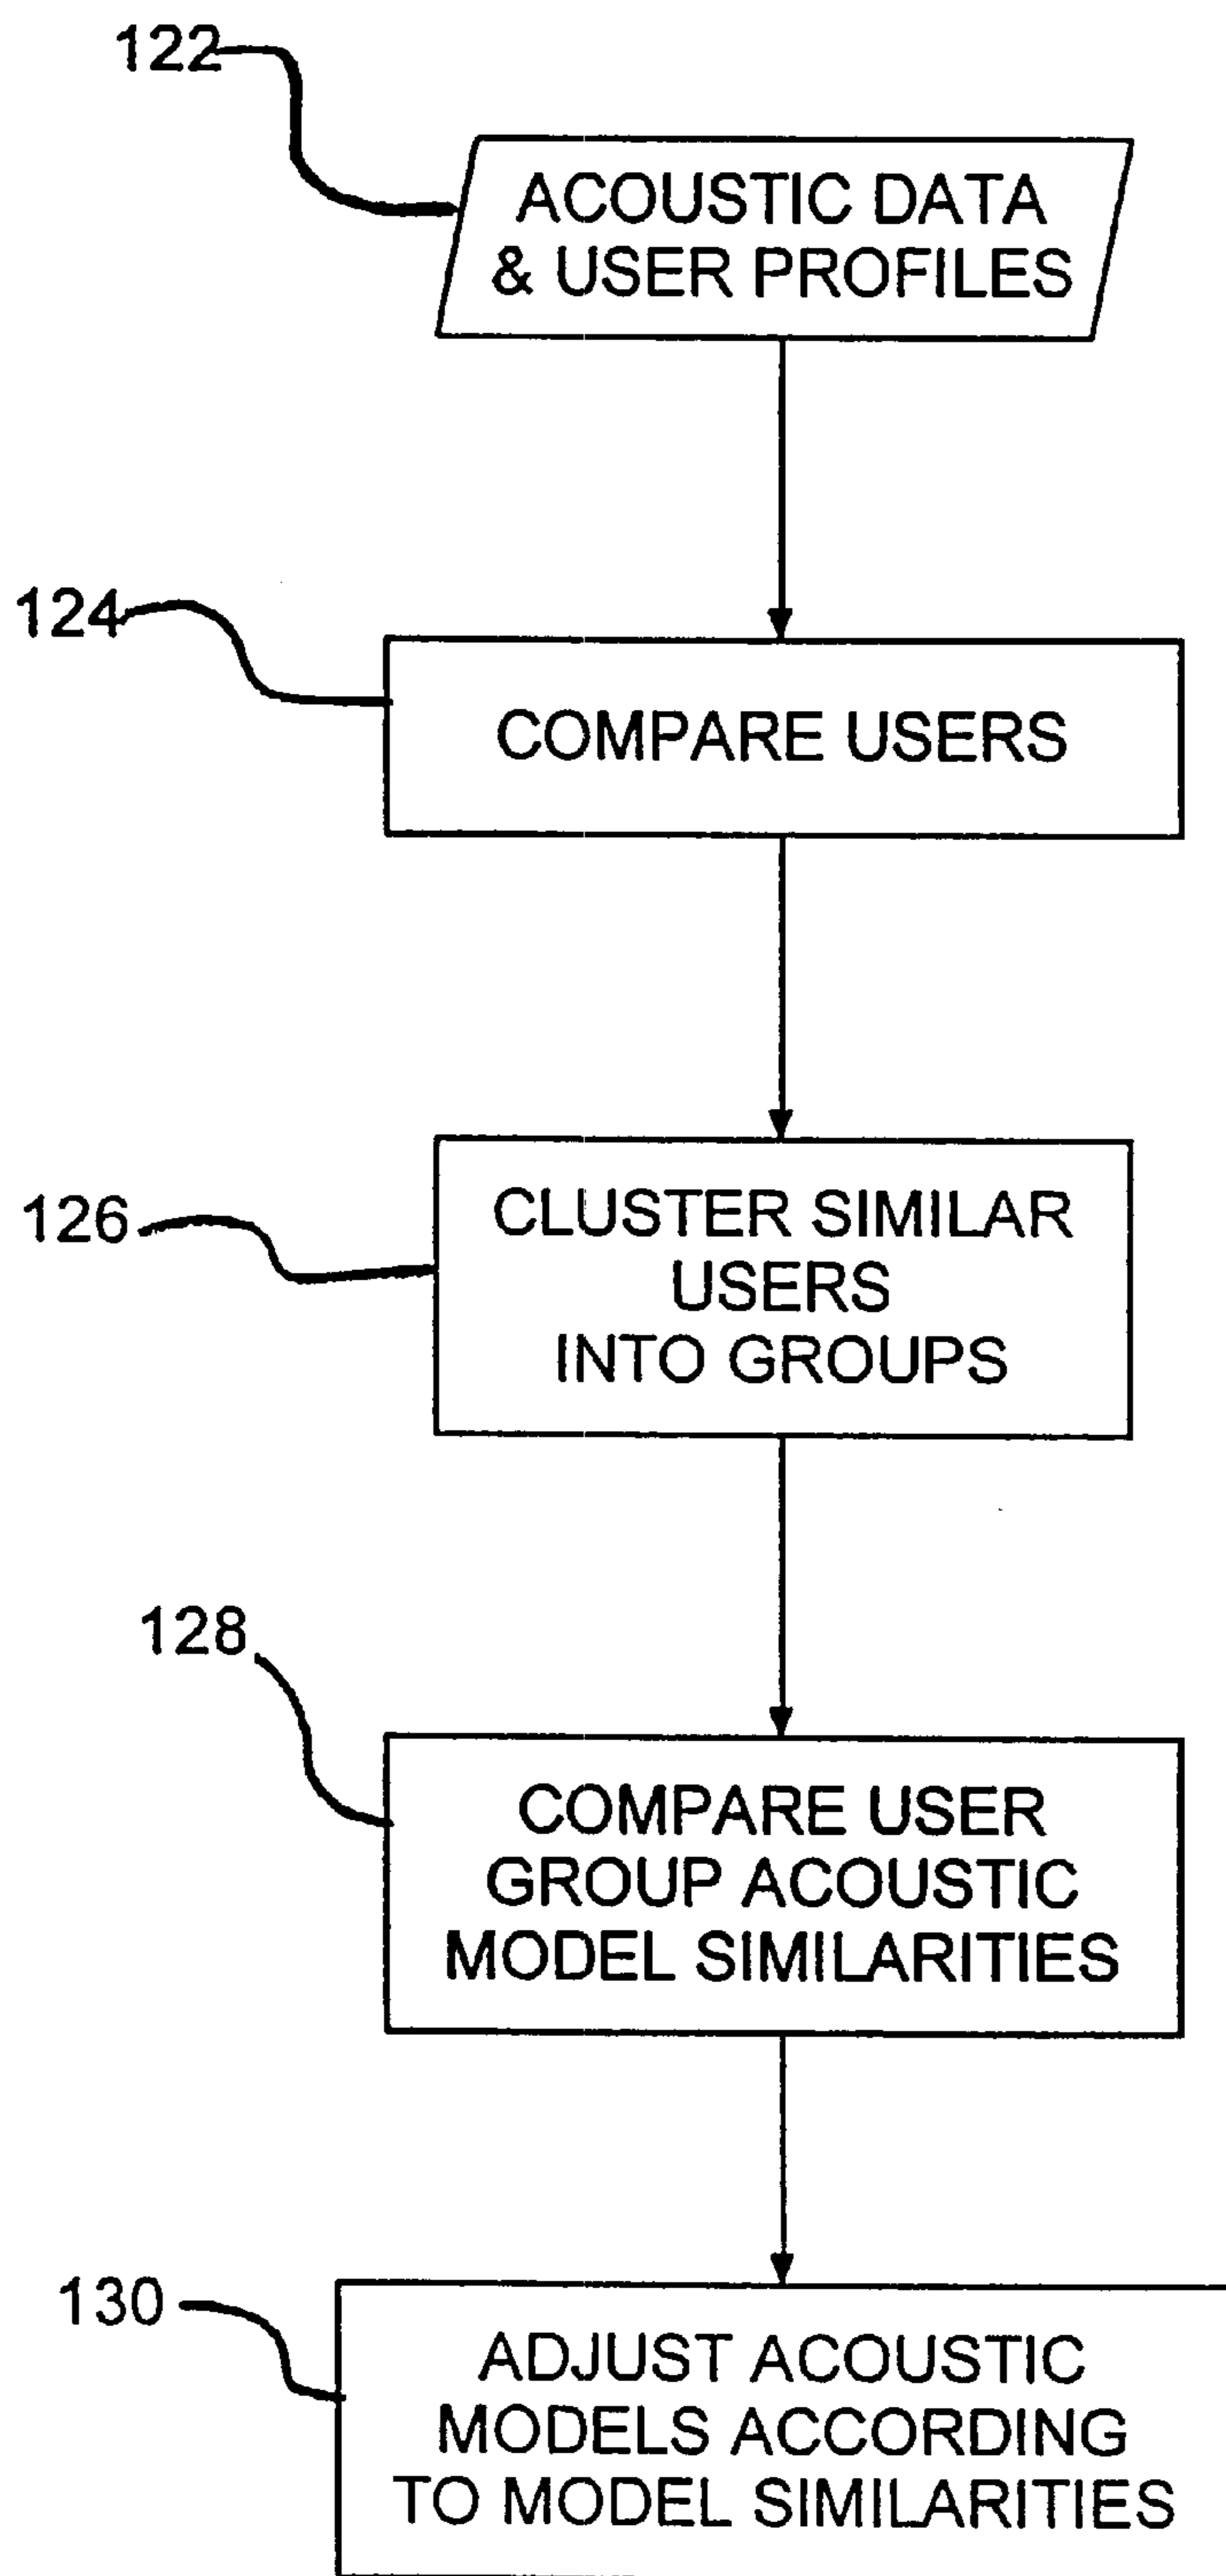 122
ACOUSTIC DATA
& USER PROFILES
124
COMPARE USERS
126
CLUSTER SIMILAR
USERS
INTO GROUPS
128
COMPARE USER
GROUP ACOUSTIC
MODEL SIMILARITIES
130
ADJUST ACOUSTIC
MODELS ACCORDING
TO MODEL SIMILARITIES